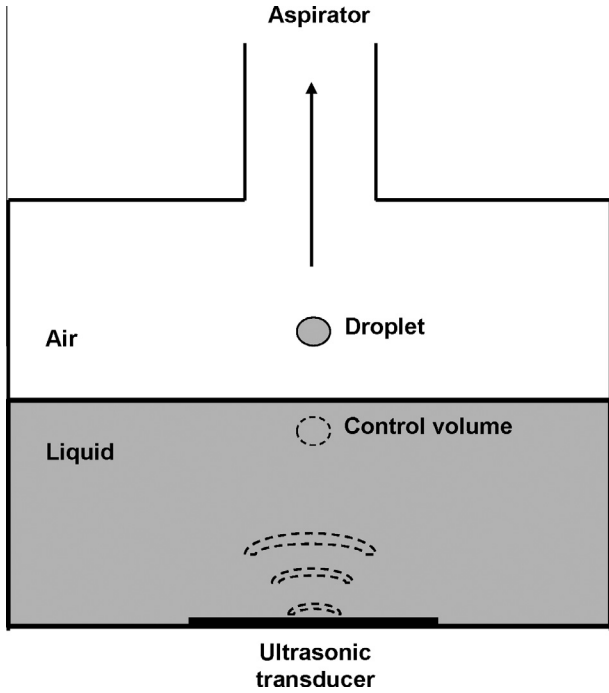 Aspirator
Droplet
Air
Control volume
Liquid
Ultrasonic
transducer